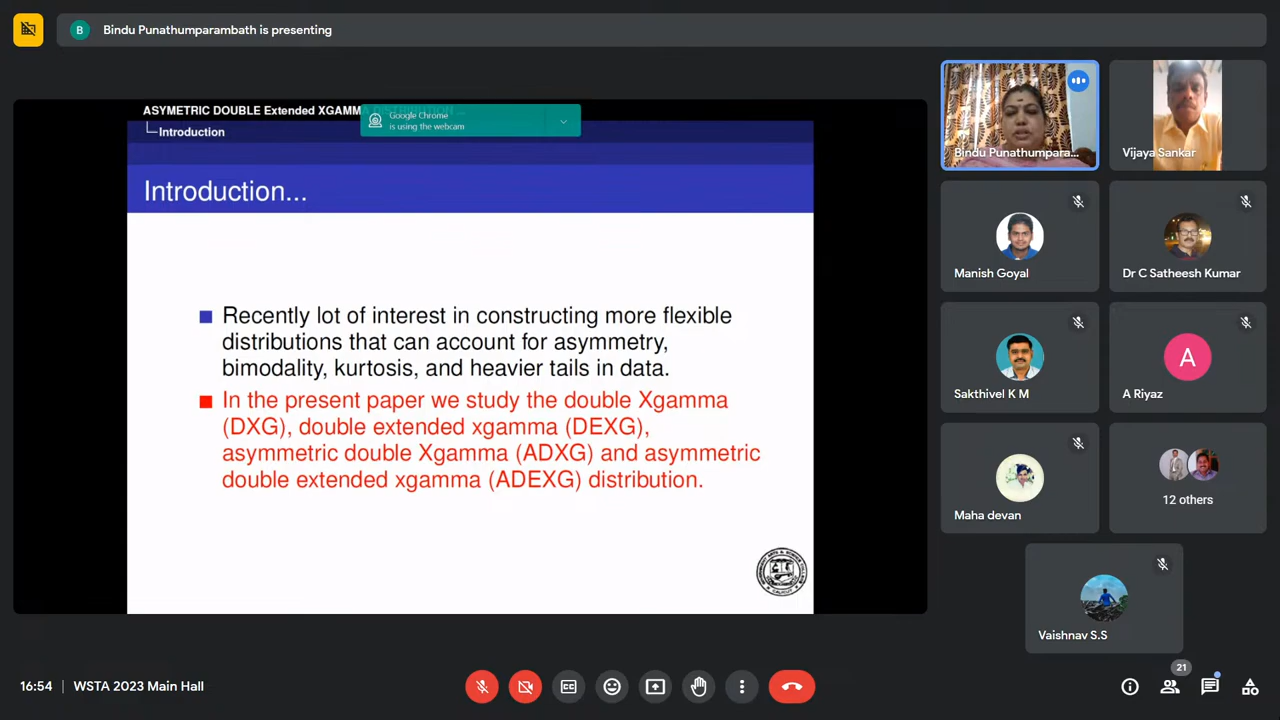 B
Bindu Punathumparambath is presenting
ASYMETRIC DOUBLE Extended XGAMMA DISTRIBUTION ...
Introduction
Google Chrome
is using the webcam
Introduction...
Recently lot of interest in constructing more flexible
distributions that can account for asymmetry,
bimodality, kurtosis, and heavier tails in data.
In the present paper we study the double Xgamma
(DXG), double extended xgamma (DEXG),
asymmetric double Xgamma (ADXG) and asymmetric
double extended xgamma (ADEXG) distribution.
Bindu Punathumpara...
Vijaya Sankar
Manish Goyal
Dr C Satheesh Kumar
Sakthivel K M
A
A Riyaz
Maha devan
12 others
Vaishnav S.S
16:54 | WSTA 2023 Main Hall
21